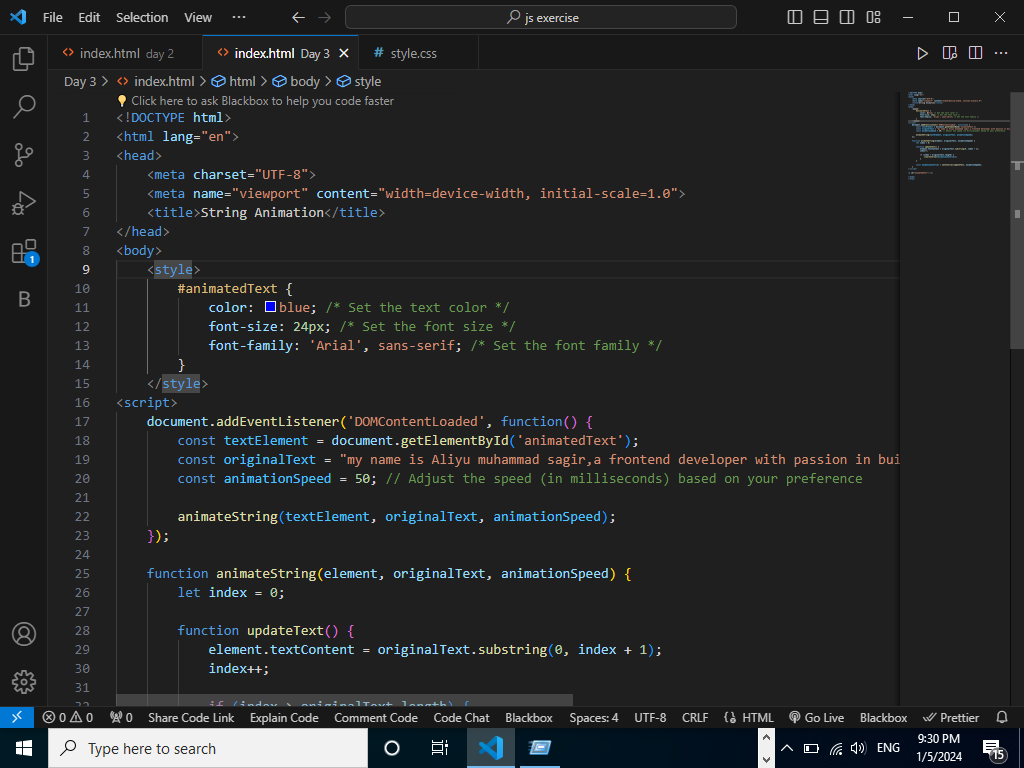 File Edit Selection View ··· js exercise
index.html day 2 index.html Day 3 style.css
Day 3 > index.html > html > body > style
Click here to ask Blackbox to help you code faster
1 <!DOCTYPE html>
2 <html lang="en">
3 <head>
4 <meta charset="UTF-8">
5 <meta name="viewport" content="width=device-width, initial-scale=1.0">
6 <title>String Animation</title>
7 </head>
8 <body>
9 <style>
10 #animatedText {
11 color: blue; /* Set the text color */
12 font-size: 24px; /* Set the font size */
13 font-family: 'Arial', sans-serif; /* Set the font family */
14 }
15 </style>
16 <script>
17 document.addEventListener('DOMContentLoaded', function() {
18 const textElement = document.getElementById('animatedText');
19 const originalText = "my name is Aliyu muhammad sagir,a frontend developer with passion in bui
20 const animationSpeed = 50; // Adjust the speed (in milliseconds) based on your preference
21
22 animateString(textElement, originalText, animationSpeed);
23 });
24
25 function animateString(element, originalText, animationSpeed) {
26 let index = 0;
27
28 function updateText() {
29 element.textContent = originalText.substring(0, index + 1);
30 index++;
31
32 if (index > originalText.length) {
1
B
0 0 0 Share Code Link Explain Code Comment Code Code Chat Blackbox Spaces: 4 UTF-8 CRLF HTML Go Live Blackbox Prettier
Type here to search ENG 9:30 PM 1/5/2024 15